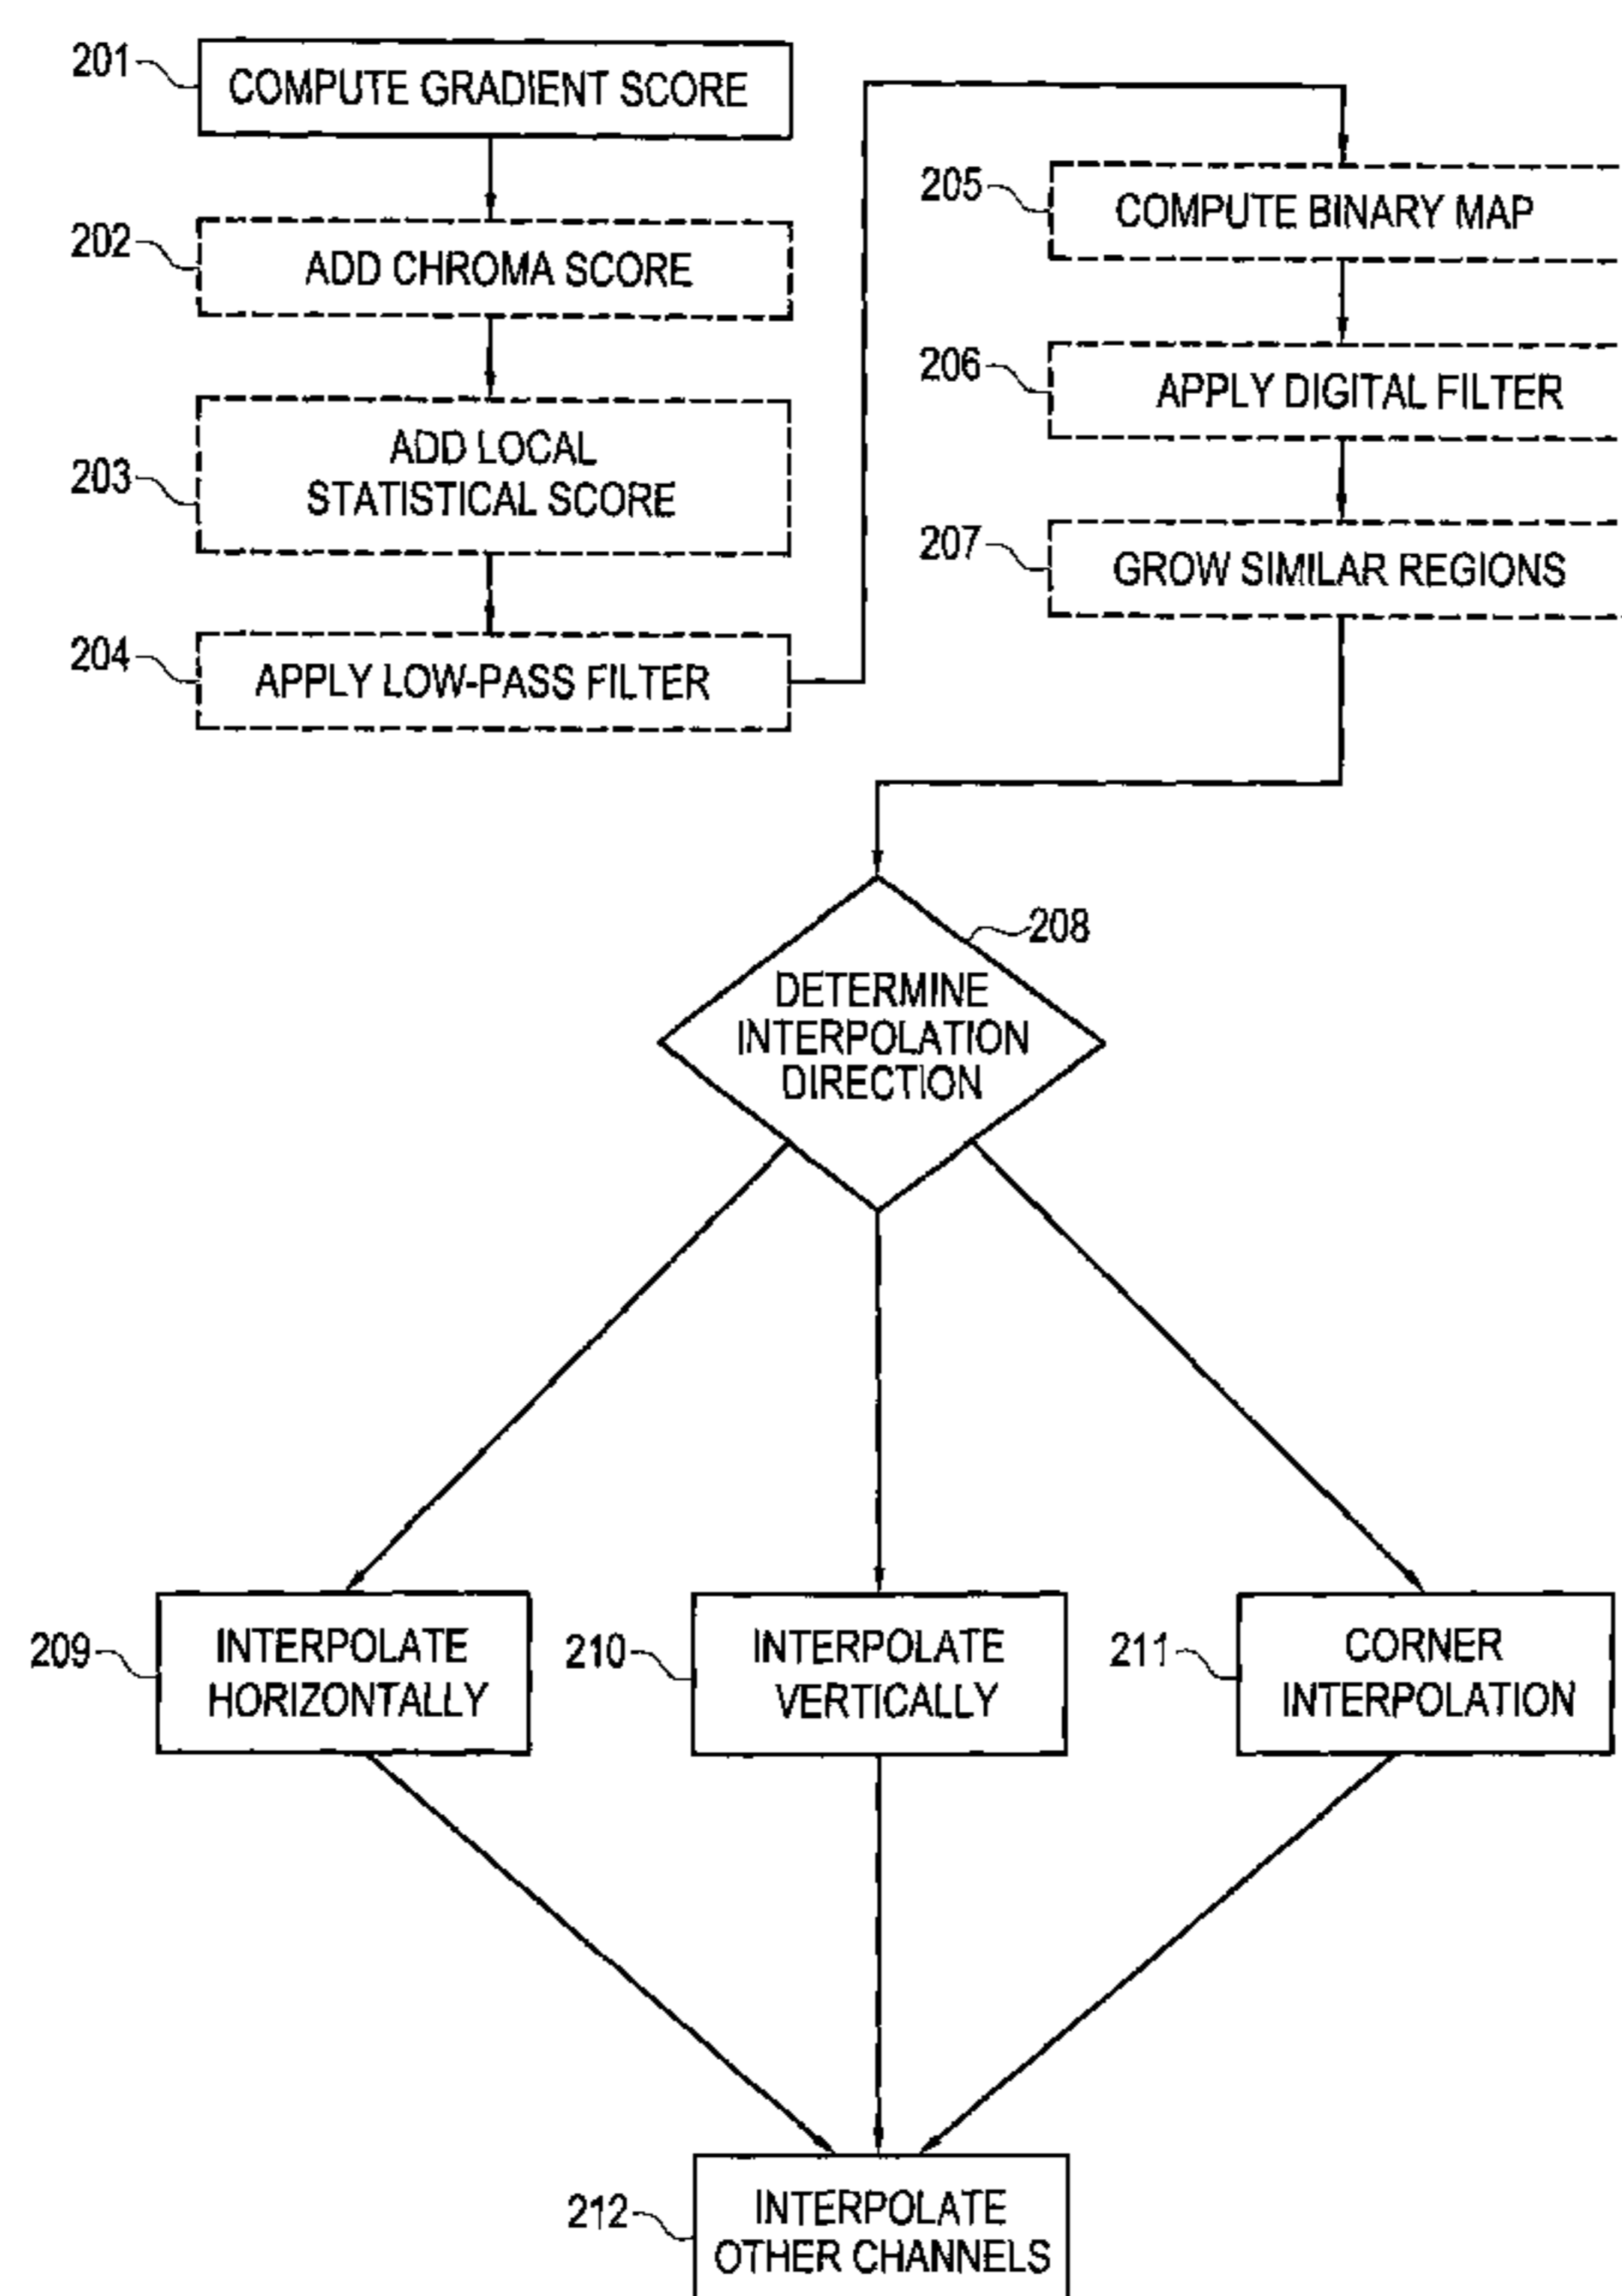 201
COMPUTE GRADIENT SCORE
202
ADD CHROMA SCORE
203
ADD LOCAL
STATISTICAL SCORE
204
APPLY LOW-PASS FILTER
205
COMPUTE BINARY MAP
206
APPLY DIGITAL FILTER
207
GROW SIMILAR REGIONS
208
DETERMINE
INTERPOLATION
DIRECTION
209
INTERPOLATE
HORIZONTALLY
210
INTERPOLATE
VERTICALLY
211
CORNER
INTERPOLATION
212
INTERPOLATE
OTHER CHANNELS